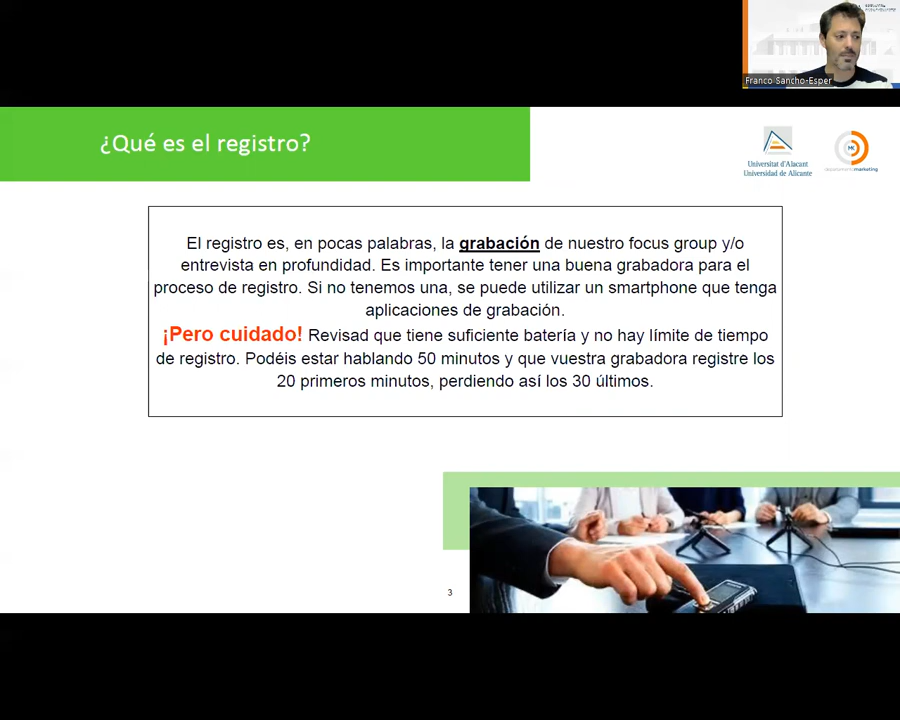 Franco Sancho-Esper
¿Qué es el registro?
Universitat d'Alacant
Universidad de Alicante
MK
departamentomarketing
El registro es, en pocas palabras, la grabación de nuestro focus group y/o
entrevista en profundidad. Es importante tener una buena grabadora para el
proceso de registro. Si no tenemos una, se puede utilizar un smartphone que tenga
aplicaciones de grabación.
¡Pero cuidado! Revisad que tiene suficiente batería y no hay límite de tiempo
de registro. Podéis estar hablando 50 minutos y que vuestra grabadora registre los
20 primeros minutos, perdiendo así los 30 últimos.
3